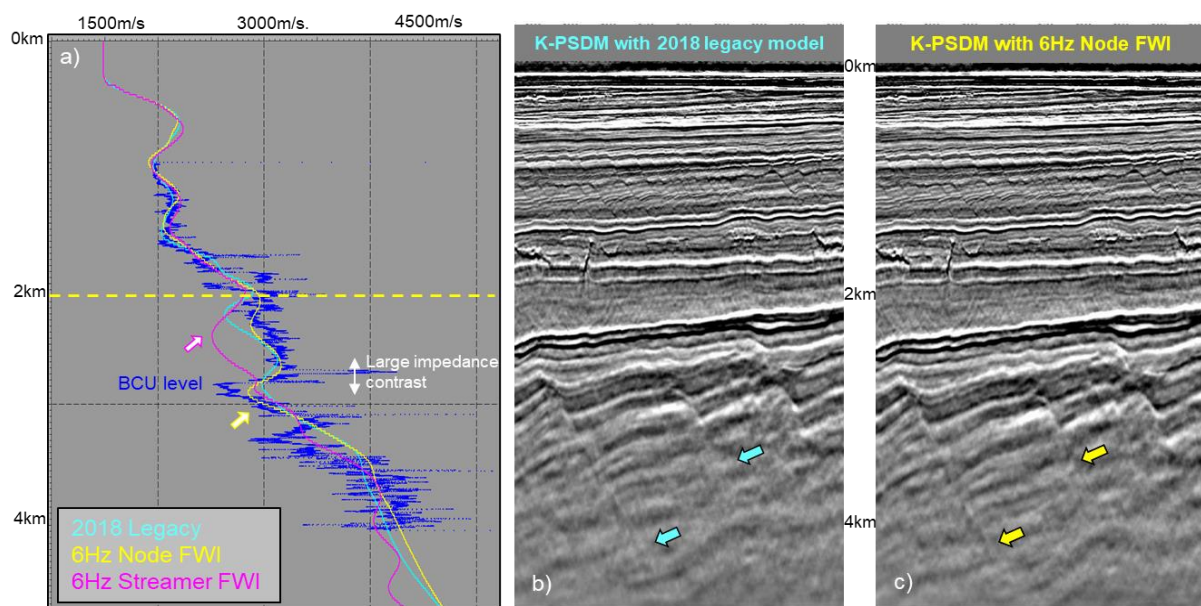 1500m/s. 3000m/s. 4500m/s.
0km
a)
2km
Large impedance
contrast
BCU level
4km
2018 Legacy
6Hz Node FWI
6Hz Streamer FWI
K-PSDM with 2018 legacy model
b)
K-PSDM with 6Hz Node FWI
0km
2km
4km
c)